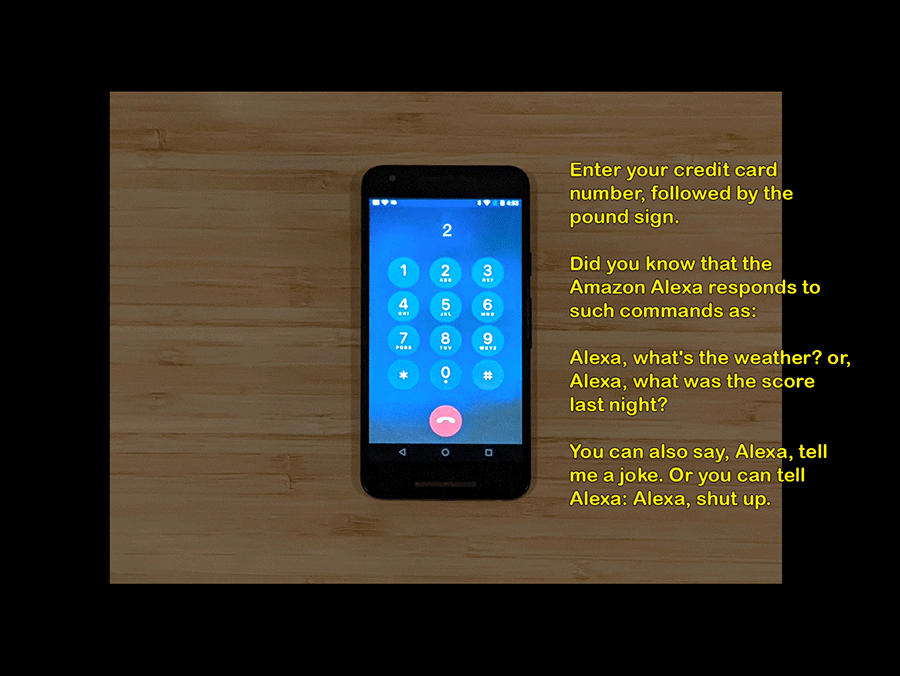 Enter your credit card
number, followed by the
pound sign.
Did you know that the
Amazon Alexa responds to
such commands as:
Alexa, what's the weather? or,
Alexa, what was the score
last night?
You can also say, Alexa, tell
me a joke. Or you can tell
Alexa: Alexa, shut up.
4:53
2
1 2 3
ABC DEF
4 5 6
GHI JKL MNO
7 8 9
PQRS TUV WXYZ
* 0 #